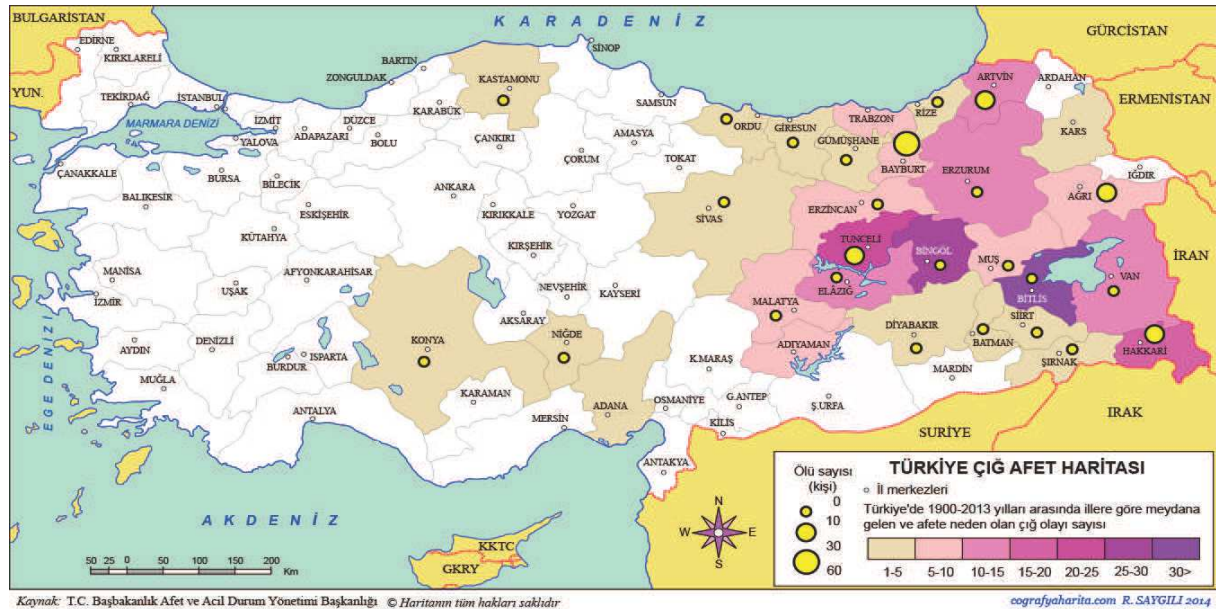 BULGARİSTAN
K A R A D E N İ Z
GÜRCİSTAN
EDİRNE
KIRKLARELİ
SİNOP
BARTIN
ZONGULDAK
KASTAMONU
ARTVİN
ARDAHAN
YUN.
TEKİRDAĞ
İSTANBUL
KARABÜK
SAMSUN
RİZE
ERMENİSTAN
MARMARA DENİZİ
İZMİT
ADAPAZARI
DÜZCE
BOLU
YALOVA
ÇANKIRI
AMASYA
ORDU
GİRESUN
TRABZON
GÜMÜŞHANE
KARS
ÇANAKKALE
BURSA
BİLECİK
ÇORUM
TOKAT
BAYBURT
ERZURUM
IĞDIR
BALIKESİR
ESKİŞEHİR
ANKARA
KIRIKKALE
YOZGAT
SİVAS
ERZİNCAN
AĞRI
KÜTAHYA
KIRŞEHİR
TUNCELİ
BİNGÖL
MUŞ
İRAN
MANİSA
UŞAK
AFYONKARAHİSAR
NEVŞEHİR
KAYSERİ
ELÂZIĞ
BİTLİS
VAN
İZMİR
AKSARAY
MALATYA
SİİRT
EGE DENİZİ
AYDIN
DENİZLİ
ISPARTA
BURDUR
KONYA
NİĞDE
ADIYAMAN
DİYABAKIR
BATMAN
HAKKARİ
K.MARAŞ
ŞIRNAK
MUĞLA
KARAMAN
MARDİN
ANTALYA
MERSİN
ADANA
OSMANİYE
G.ANTEP
Ş.URFA
KİLİS
IRAK
SURİYE
ANTAKYA
A K D E N İ Z
KKTC
GKRY
N
W E
S
50 25 0 50 100 150 200
Km
Ölü sayısı
(kişi)
0
10
30
60
TÜRKİYE ÇIĞ AFET HARİTASI
İl merkezleri
Türkiye'de 1900-2013 yılları arasında illere göre meydana
gelen ve afete neden olan çığ olayı sayısı
1-5 5-10 10-15 15-20 20-25 25-30 30>
Kaynak: T.C. Başbakanlık Afet ve Acil Durum Yönetimi Başkanlığı © Haritanın tüm hakları saklıdır
cografyaharita.com R. SAYGILI 2014